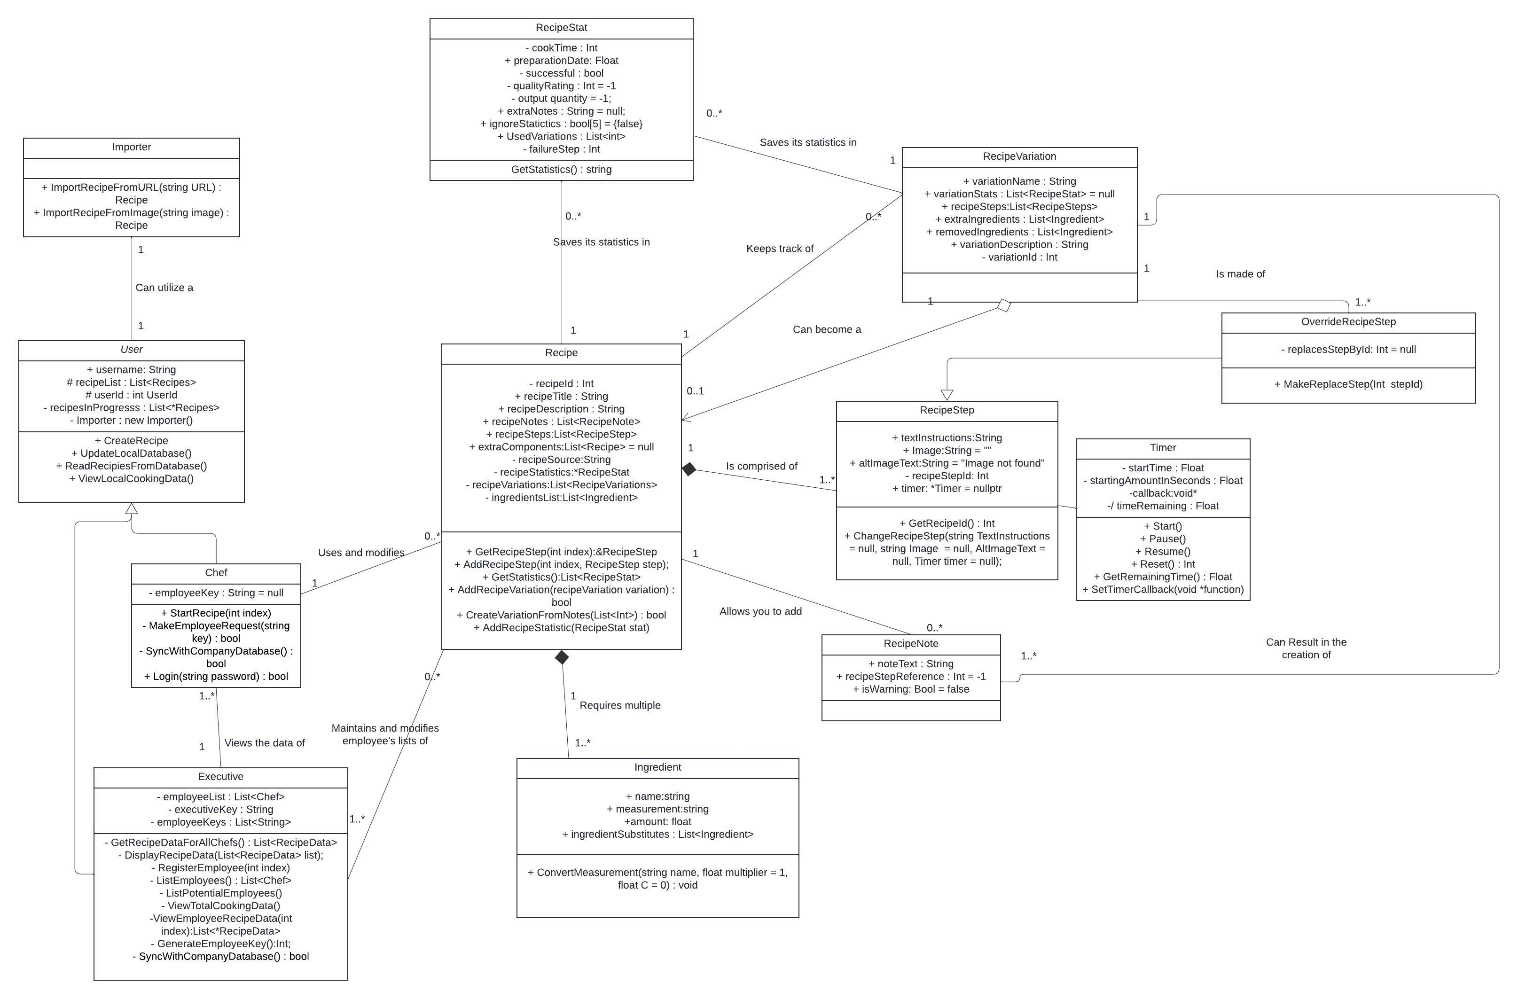 RecipeStat
- cookTime : Int
+ preparationDate: Float
- successful : bool
- qualityRating : Int = -1
- output quantity = -1;
+ extraNotes : String = null;
+ ignoreStatictics : bool[5] = {false}
+ UsedVariations : List<int>
- failureStep : Int
GetStatistics() : string
0..*
Saves its statistics in
1
Importer
+ ImportRecipeFromURL(string URL) :
Recipe
+ ImportRecipeFromImage(string image) :
Recipe
1
Can utilize a
1
RecipeVariation
+ variationName : String
+ variationStats : List<RecipeStat> = null
+ recipeSteps:List<RecipeSteps>
+ extraIngredients : List<Ingredient>
+ removedIngredients : List<Ingredient>
+ variationDescription : String
- variationId : Int
0..*
Saves its statistics in
1
0..*
Keeps track of
1
1
1
Is made of
1..*
1
Can become a
0..1
User
+ username: String
# recipeList : List<Recipes>
# userId : int UserId
- recipesInProgresss : List<*Recipes>
- Importer : new Importer()
+ CreateRecipe
+ UpdateLocalDatabase()
+ ReadRecipiesFromDatabase()
+ ViewLocalCookingData()
Recipe
- recipeId : Int
+ recipeTitle : String
+ recipeDescription : String
+ recipeNotes : List<RecipeNote>
+ recipeSteps:List<RecipeStep>
+ extraComponents:List<Recipe> = null
- recipeSource:String
- recipeStatistics:*RecipeStat
- recipeVariations:List<RecipeVariations>
- ingredientsList:List<Ingredient>
+ GetRecipeStep(int index):&RecipeStep
+ AddRecipeStep(int index, RecipeStep step);
+ GetStatistics():List<RecipeStat>
+ AddRecipeVariation(recipeVariation variation) :
bool
+ CreateVariationFromNotes(List<Int>) : bool
+ AddRecipeStatistic(RecipeStat stat)
OverrideRecipeStep
- replacesStepById: Int = null
+ MakeReplaceStep(Int  stepId)
RecipeStep
+ textInstructions:String
+ Image:String = ""
+ altImageText:String = "Image not found"
- recipeStepId: Int
+ timer: *Timer = nullptr
+ GetRecipeId() : Int
+ ChangeRecipeStep(string TextInstructions
= null, string Image  = null, AltImageText =
null, Timer timer = null);
1
Is comprised of
1..*
Timer
- startTime : Float
- startingAmountInSeconds : Float
-callback:void*
-/ timeRemaining : Float
+ Start()
+ Pause()
+ Resume()
+ Reset() : Int
+ GetRemainingTime() : Float
+ SetTimerCallback(void *function)
0..*
Uses and modifies
1
Chef
- employeeKey : String = null
+ StartRecipe(int index)
- MakeEmployeeRequest(string
key) : bool
- SyncWithCompanyDatabase() :
bool
+ Login(string password) : bool
1
Allows you to add
0..*
RecipeNote
+ noteText : String
+ recipeStepReference : Int = -1
+ isWarning: Bool = false
1..*
Can Result in the
creation of
1..*
Views the data of
1
0..*
Maintains and modifies
employee's lists of
1..*
1
Requires multiple
1..*
Executive
- employeeList : List<Chef>
- executiveKey : String
- employeeKeys : List<String>
- GetRecipeDataForAllChefs() : List<RecipeData>
- DisplayRecipeData(List<RecipeData> list);
- RegisterEmployee(int index)
- ListEmployees() : List<Chef>
- ListPotentialEmployees()
- ViewTotalCookingData()
-ViewEmployeeRecipeData(int
index):List<*RecipeData>
- GenerateEmployeeKey():Int;
- SyncWithCompanyDatabase() : bool
Ingredient
+ name:string
+ measurement:string
+amount: float
+ ingredientSubstitutes : List<Ingredient>
+ ConvertMeasurement(string name, float multiplier = 1,
float C = 0) : void